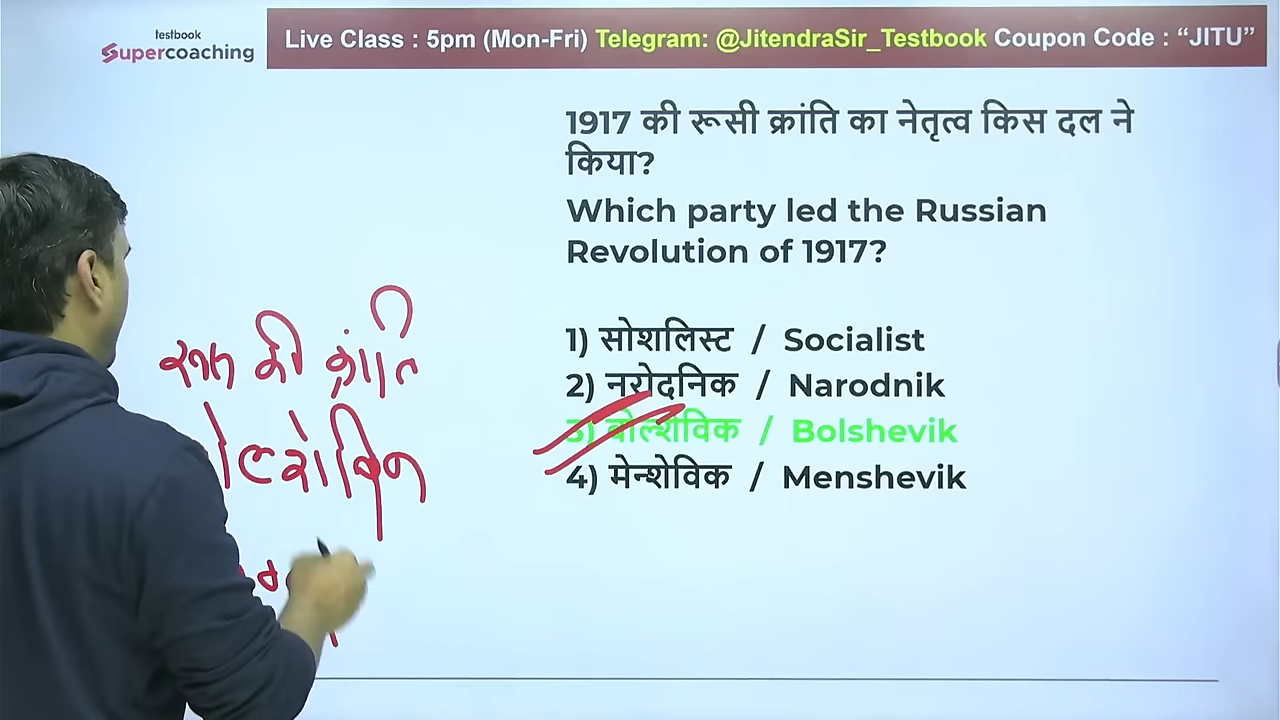 testbook
Supercoaching
Live Class : 5pm (Mon-Fri) Telegram: @JitendraSir_Testbook Coupon Code : “JITU”
1917 की रूसी क्रांति का नेतृत्व किस दल ने
किया?
Which party led the Russian
Revolution of 1917?
1) सोशलिस्ट / Socialist
2) नरोदनिक / Narodnik
3) बोल्शेविक / Bolshevik
4) मेन्शेविक / Menshevik
की क्रांति